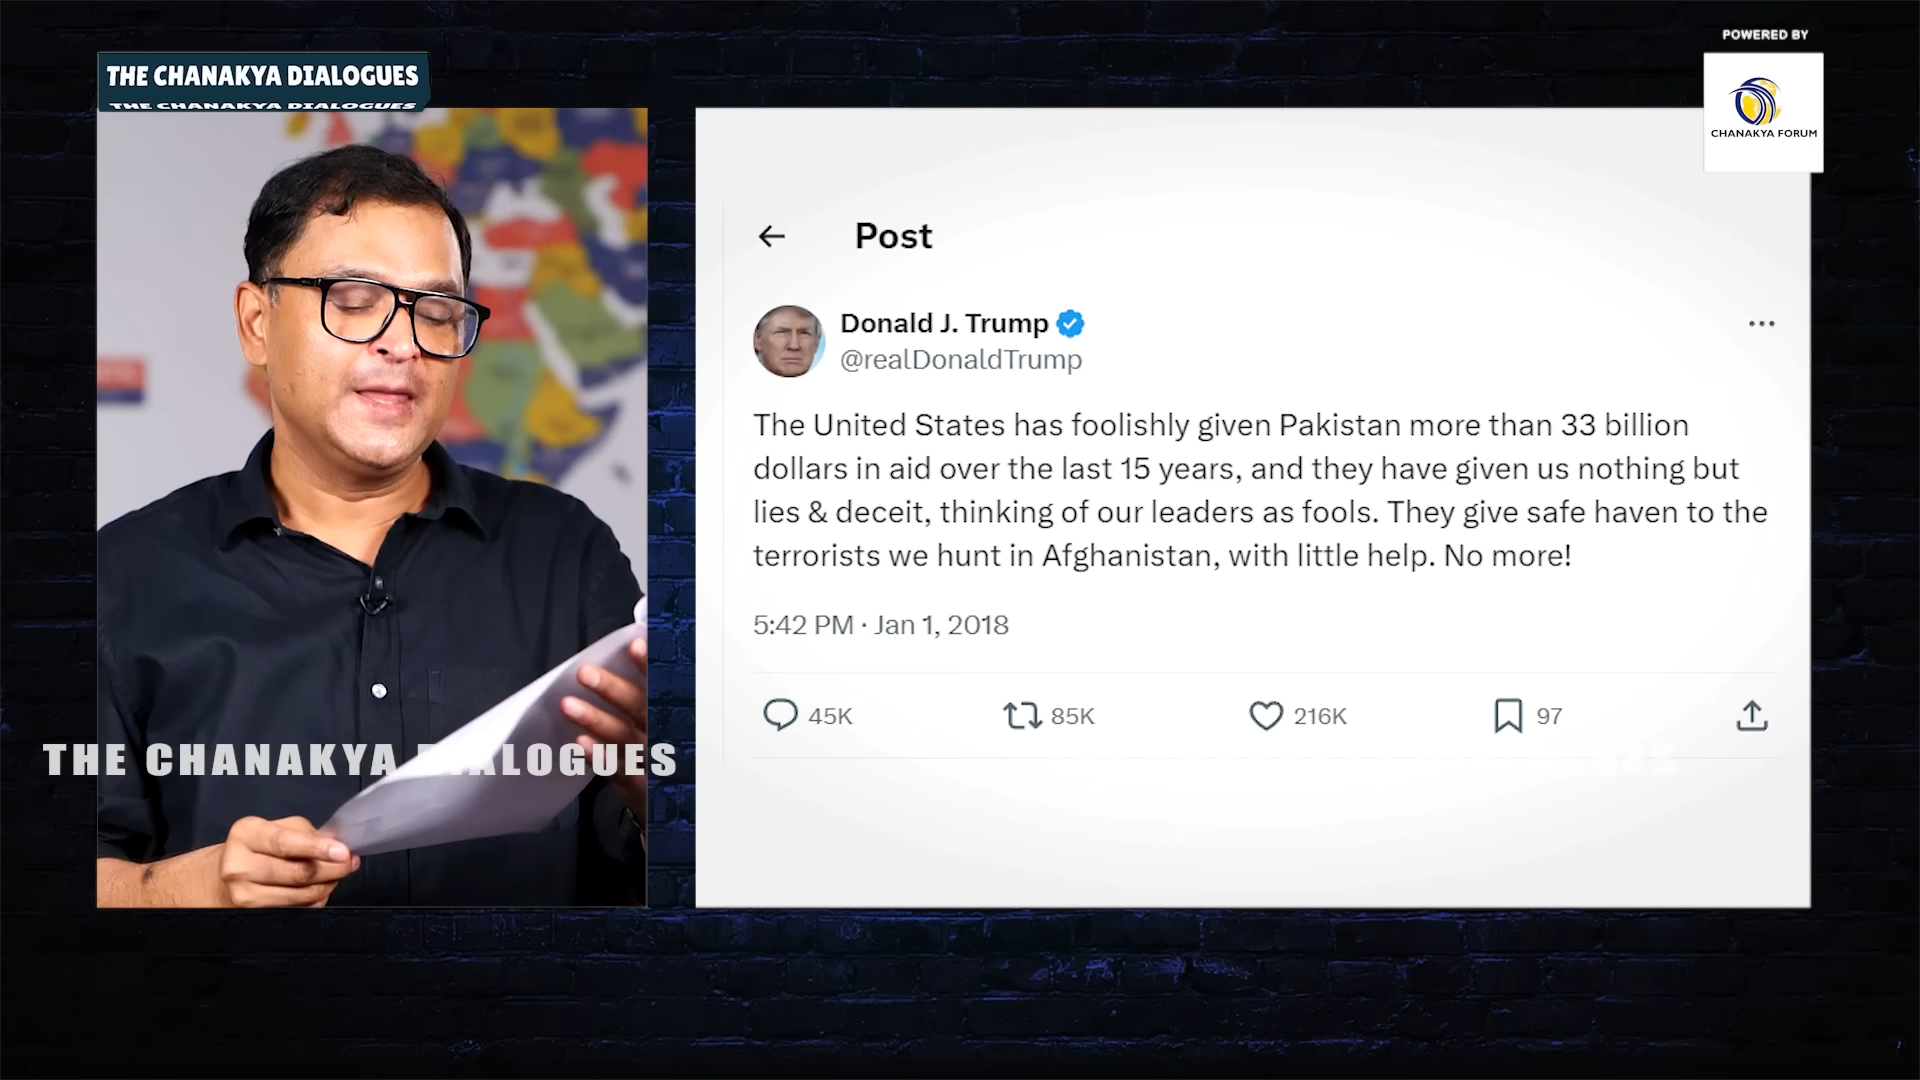 POWERED BY
THE CHANAKYA DIALOGUES
THE CHANAKYA DIALOGUES
CHANAKYA FORUM
Post
Donald J. Trump
@realDonaldTrump
The United States has foolishly given Pakistan more than 33 billion
dollars in aid over the last 15 years, and they have given us nothing but
lies & deceit, thinking of our leaders as fools. They give safe haven to the
terrorists we hunt in Afghanistan, with little help. No more!
5:42 PM · Jan 1, 2018
45K
85K
216K
97
THE CHANAKYA DIALOGUES